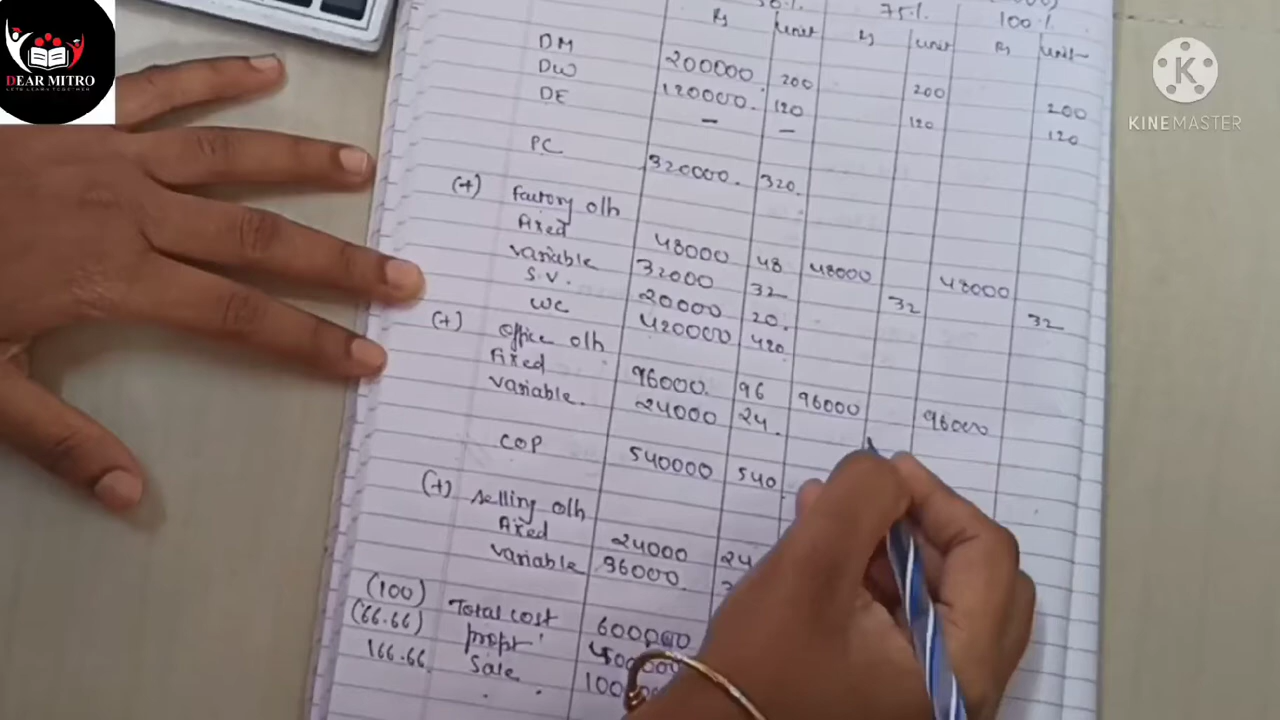 DEAR MITRO
LETS LEARN TOGETHER
KINEMASTER
75%. 100%.
Rs unit Rs unit Rs unit
DM 200000. 200 200 200
DW 120000. 120 120 120
DE — —
PC 320000. 320.
(+) Factory o/h
Fixed 48000 48 48000 48000
Variable 32000 32 32 32
S.V. 20000 20.
WC 420000 420.
(+) Office o/h
Fixed 96000. 96 96000 96000
Variable. 24000 24.
COP 540000 540.
(+) Selling o/h
Fixed 24000 24
Variable 36000.
(100) Total cost 600000
(66.66) profit 400000
166.66 Sale